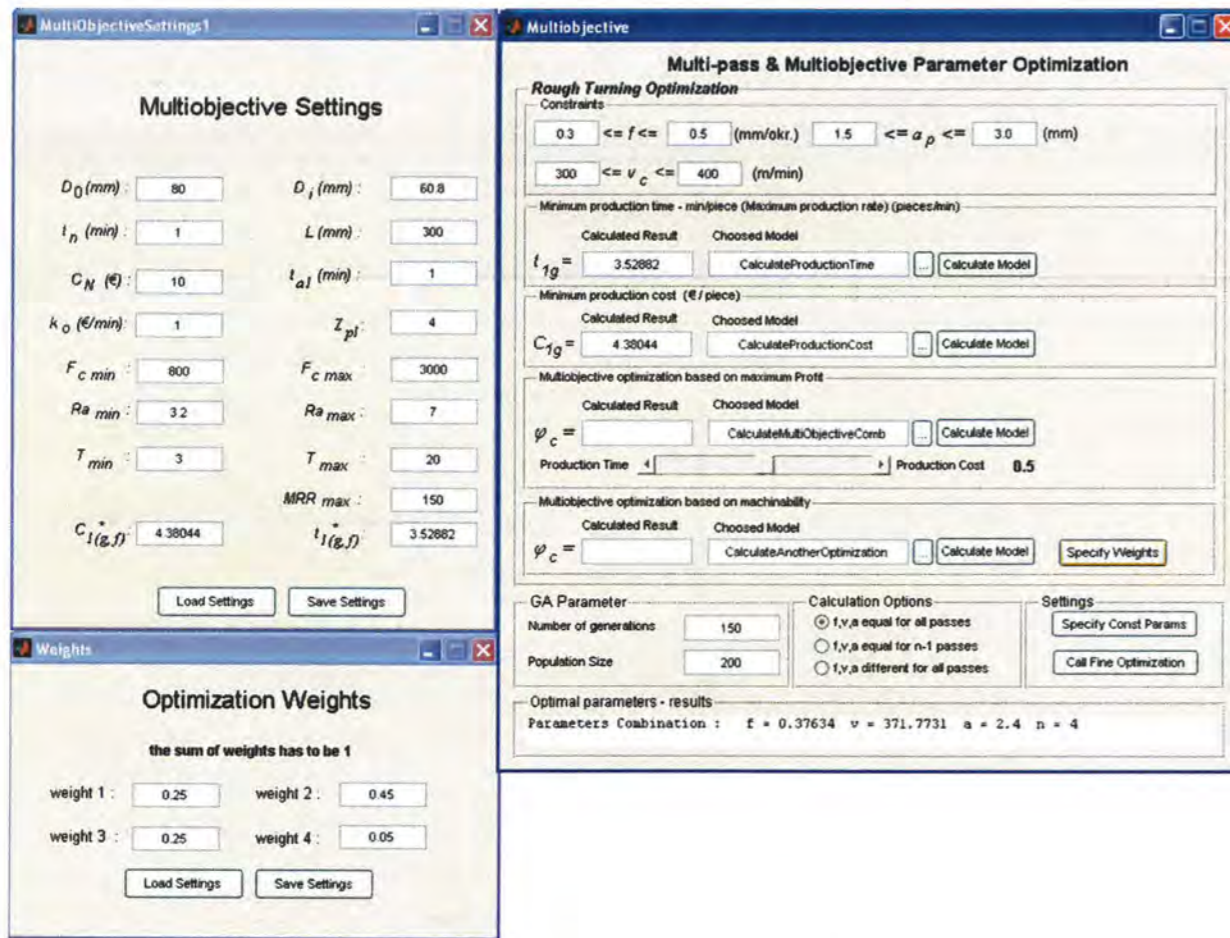 MultiObjectiveSettings1
Multiobjective Settings
D0 (mm) : 80 Di (mm) : 60.8
tn (min) : 1 L (mm) : 300
CN (€) : 10 ta1 (min) : 1
ko (€/min): 1 Zpl : 4
Fc min : 800 Fc max : 3000
Ra min : 3.2 Ra max : 7
Tmin : 3 Tmax : 20
MRR max : 150
C1(g,f)* : 4.38044 t1(g,f)* : 3.52882
Load Settings Save Settings
Weights
Optimization Weights
the sum of weights has to be 1
weight 1 : 0.25 weight 2 : 0.45
weight 3 : 0.25 weight 4 : 0.05
Load Settings Save Settings
Multiobjective
Multi-pass & Multiobjective Parameter Optimization
Rough Turning Optimization
Constraints
0.3 <= f <= 0.5 (mm/okr.) 1.5 <= ap <= 3.0 (mm)
300 <= vc <= 400 (m/min)
Minimum production time - min/piece (Maximum production rate) (pieces/min)
Calculated Result Choosed Model
t1g = 3.52882 CalculateProductionTime ... Calculate Model
Minimum production cost (€/ piece)
Calculated Result Choosed Model
C1g = 4.38044 CalculateProductionCost ... Calculate Model
Multiobjective optimization based on maximum Profit
Calculated Result Choosed Model
φc = CalculateMultiObjectiveComb ... Calculate Model
Production Time Production Cost 0.5
Multiobjective optimization based on machinability
Calculated Result Choosed Model
φc = CalculateAnotherOptimization ... Calculate Model Specify Weights
GA Parameter
Number of generations 150
Population Size 200
Calculation Options
f,v,a equal for all passes
f,v,a equal for n-1 passes
f,v,a different for all passes
Settings
Specify Const Params
Call Fine Optimization
Optimal parameters - results
Parameters Combination : f = 0.37634 v = 371.7731 a = 2.4 n = 4